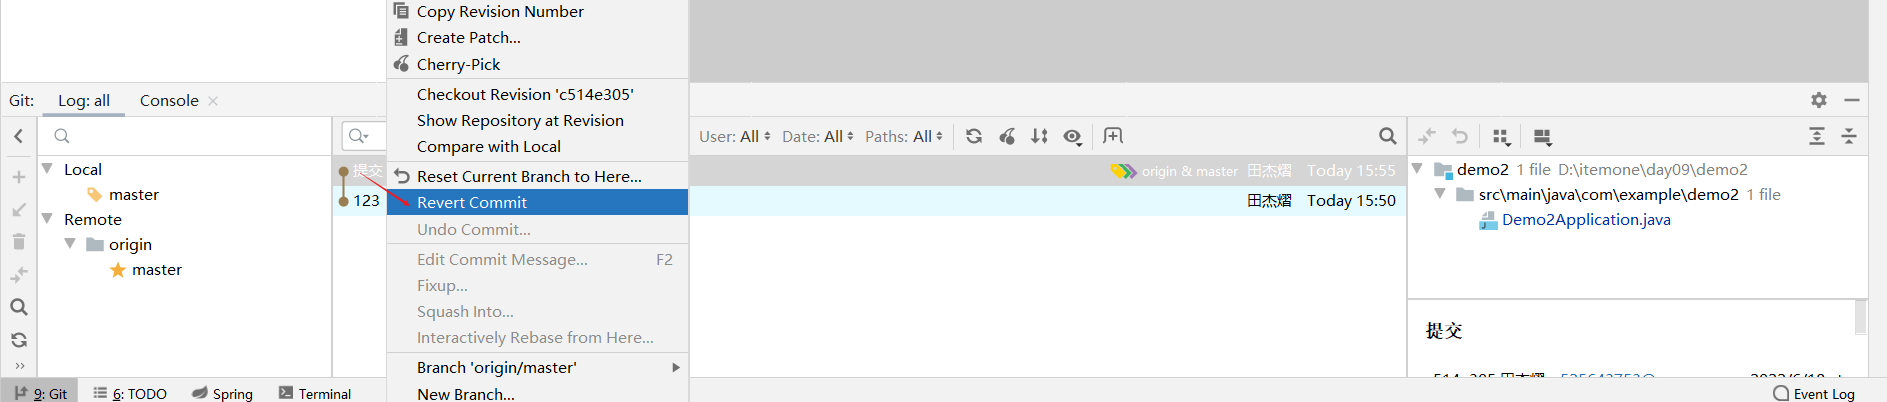 Copy Revision Number
Create Patch...
Cherry-Pick
Git: Log: all Console
Checkout Revision 'c514e305'
Show Repository at Revision
Compare with Local
User: All Date: All Paths: All
Local
master
Remote
origin
master
提交
Reset Current Branch to Here...
origin & master 田杰熠 Today 15:55
123
Revert Commit
田杰熠 Today 15:50
Undo Commit...
Edit Commit Message... F2
Fixup...
Squash Into...
Interactively Rebase from Here...
Branch 'origin/master'
New Branch...
demo2 1 file D:\itemone\day09\demo2
src\main\java\com\example\demo2 1 file
Demo2Application.java
提交
9: Git 6: TODO Spring Terminal
Event Log